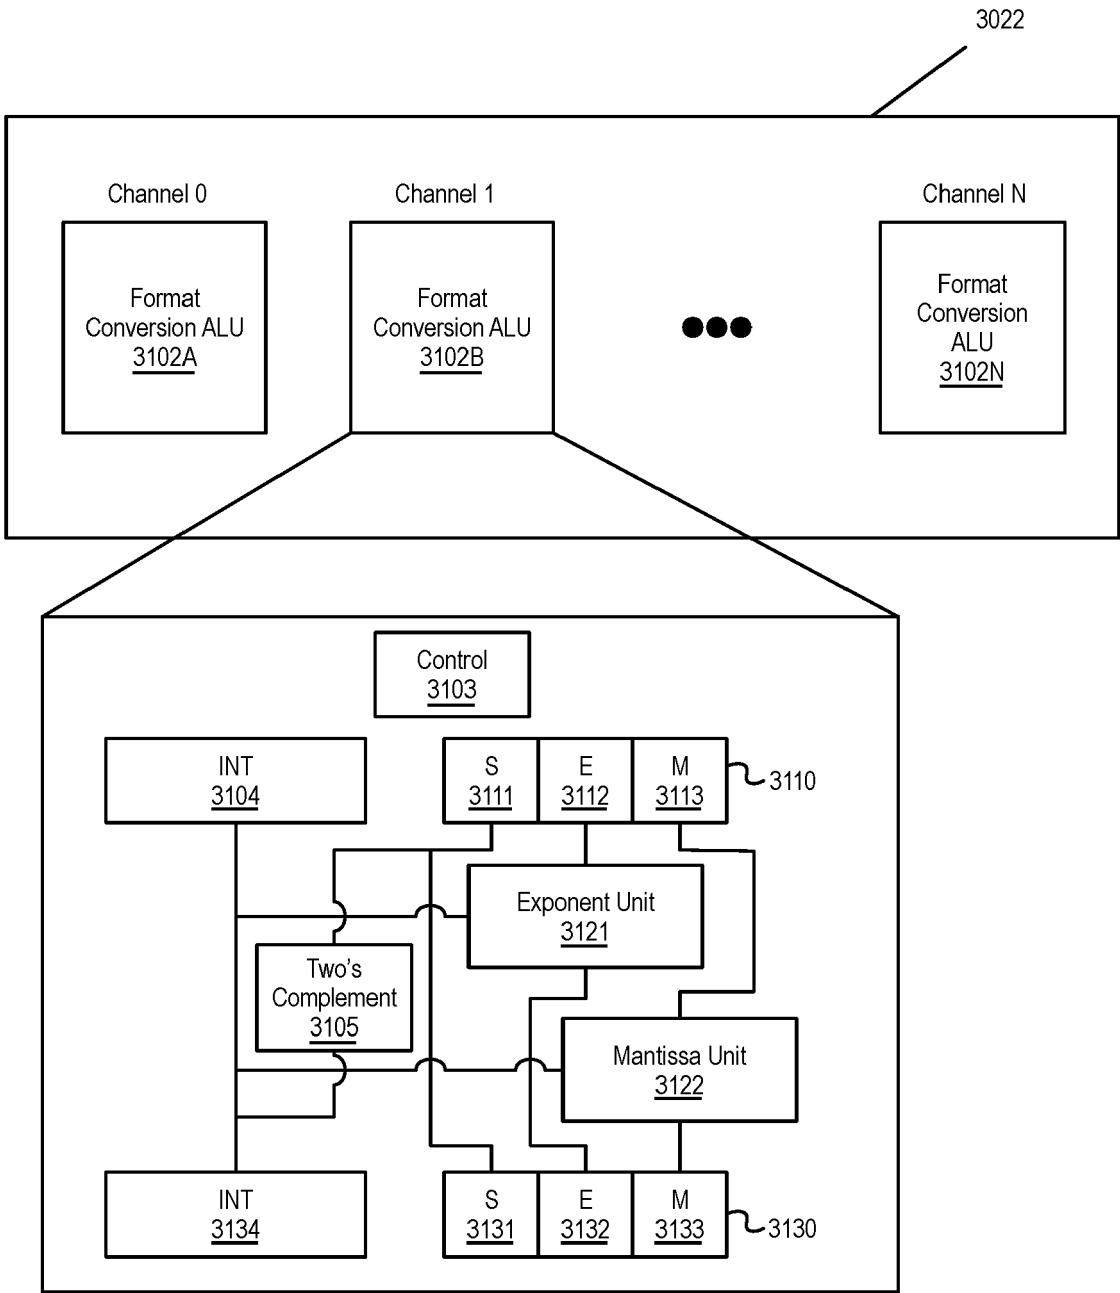 3022
Channel 0
Channel 1
Channel N
Format
Conversion ALU
3102A
Format
Conversion ALU
3102B
Format
Conversion
ALU
3102N
Control
3103
INT
3104
S
3111
E
3112
M
3113
3110
Exponent Unit
3121
Two's
Complement
3105
Mantissa Unit
3122
INT
3134
S
3131
E
3132
M
3133
3130